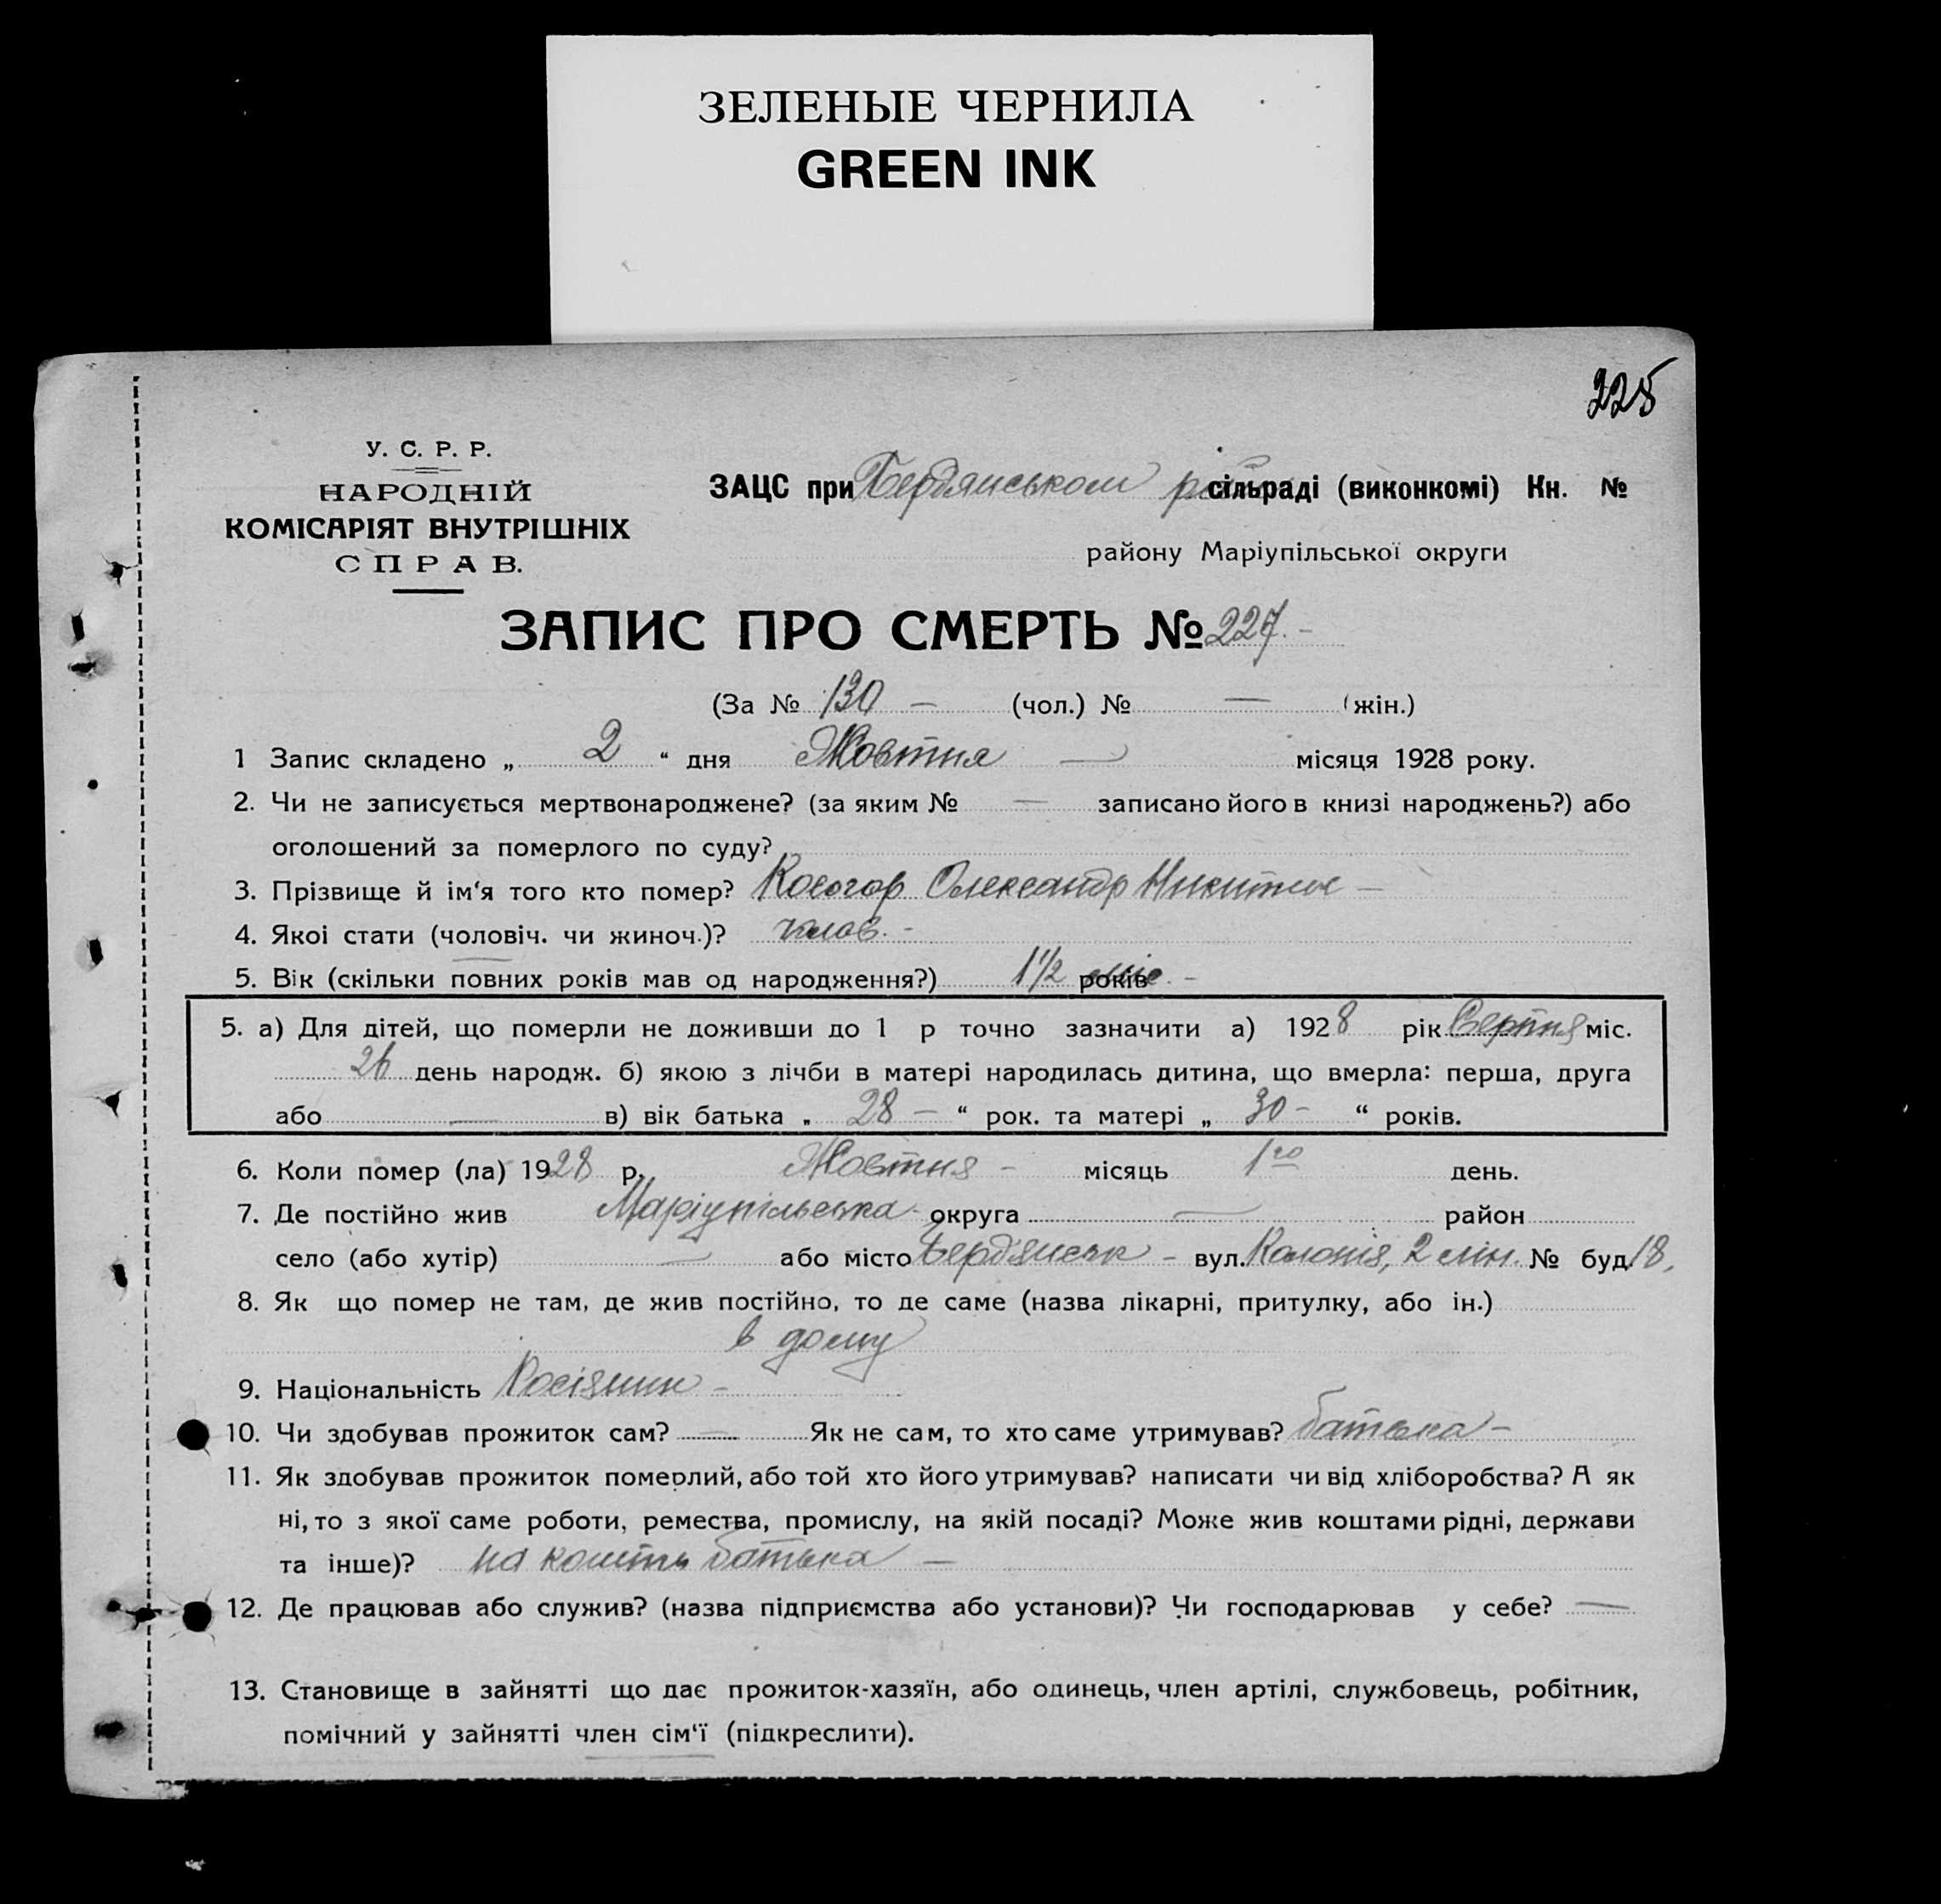 ЗЕЛЕНЫЕ ЧЕРНИЛА
GREEN INK
228
У. С. Р. Р.
НАРОДНІЙ
КОМІСАРІЯТ ВНУТРІШНІХ
СПРАВ.
ЗАЦС при Бердянськом сільраді (виконкомі) Кн. №
району Маріупільської округи
ЗАПИС ПРО СМЕРТЬ № 227. -
(За № 130 — (чол.) № — (жін.)
1 Запис складено „ 2 “ дня Жовтня — місяця 1928 року.
2. Чи не записується мертвонароджене? (за яким № — записано його в книзі народжень?) або
оголошений за померлого по суду?
3. Прізвище й ім‘я того кто помер? Косогор Олександр Никитич —
4. Якоі стати (чоловіч. чи жиноч.)? чолов. -
5. Вік (скільки повних років мав од народження?) 1½ років міс. -
5. а) Для дітей, що померли не доживши до 1 р точно зазначити а) 1928 рік Серпня міс.
26 день народж. б) якою з лічби в матері народилась дитина, що вмерла: перша, друга
або — в) вік батька „ 28 — “ рок. та матері „ 30 - “ років.
6. Коли помер (ла) 1928 р. Жовтня - місяць 1го день.
7. Де постійно жив Маріупільська округа — район
село (або хутір) — або місто Бердянськ - вул. Колонія, 2 лін. № буд. 18,
8. Як що помер не там, де жив постійно, то де саме (назва лікарні, притулку, або ін.)
в дому
9. Національність Росіянин -
10. Чи здобував прожиток сам? — Як не сам, то хто саме утримував? батько -
11. Як здобував прожиток померлий, або той хто його утримував? написати чи від хліборобства? А як
ні, то з якої саме роботи, ремества, промислу, на якій посаді? Може жив коштами рідні, держави
та інше)? на кошти батька —
12. Де працював або служив? (назва підприємства або установи)? Чи господарював у себе? —
13. Становище в зайнятті що дає прожиток-хазяїн, або одинець, член артілі, службовець, робітник,
помічний у зайнятті член сім‘ї (підкреслити).